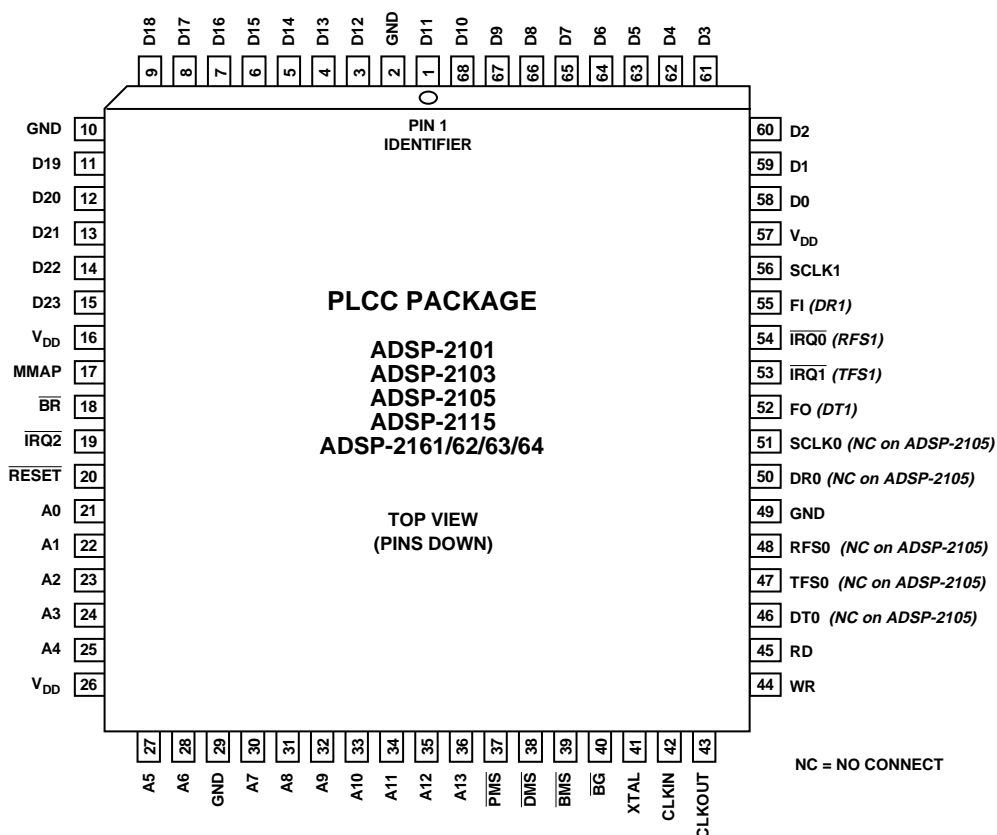 D18 D17 D16 D15 D14 D13 D12 GND D11 D10 D9 D8 D7 D6 D5 D4 D3
9 8 7 6 5 4 3 2 1 68 67 66 65 64 63 62 61
PIN 1
IDENTIFIER
GND 10
D19 11
D20 12
D21 13
D22 14
D23 15
VDD 16
MMAP 17
BR 18
IRQ2 19
RESET 20
A0 21
A1 22
A2 23
A3 24
A4 25
VDD 26
PLCC PACKAGE
ADSP-2101
ADSP-2103
ADSP-2105
ADSP-2115
ADSP-2161/62/63/64
TOP VIEW
(PINS DOWN)
60 D2
59 D1
58 D0
57 VDD
56 SCLK1
55 FI (DR1)
54 IRQ0 (RFS1)
53 IRQ1 (TFS1)
52 FO (DT1)
51 SCLK0 (NC on ADSP-2105)
50 DR0 (NC on ADSP-2105)
49 GND
48 RFS0 (NC on ADSP-2105)
47 TFS0 (NC on ADSP-2105)
46 DT0 (NC on ADSP-2105)
45 RD
44 WR
27 28 29 30 31 32 33 34 35 36 37 38 39 40 41 42 43
A5 A6 GND A7 A8 A9 A10 A11 A12 A13 PMS DMS BMS BG XTAL CLKIN CLKOUT
NC = NO CONNECT